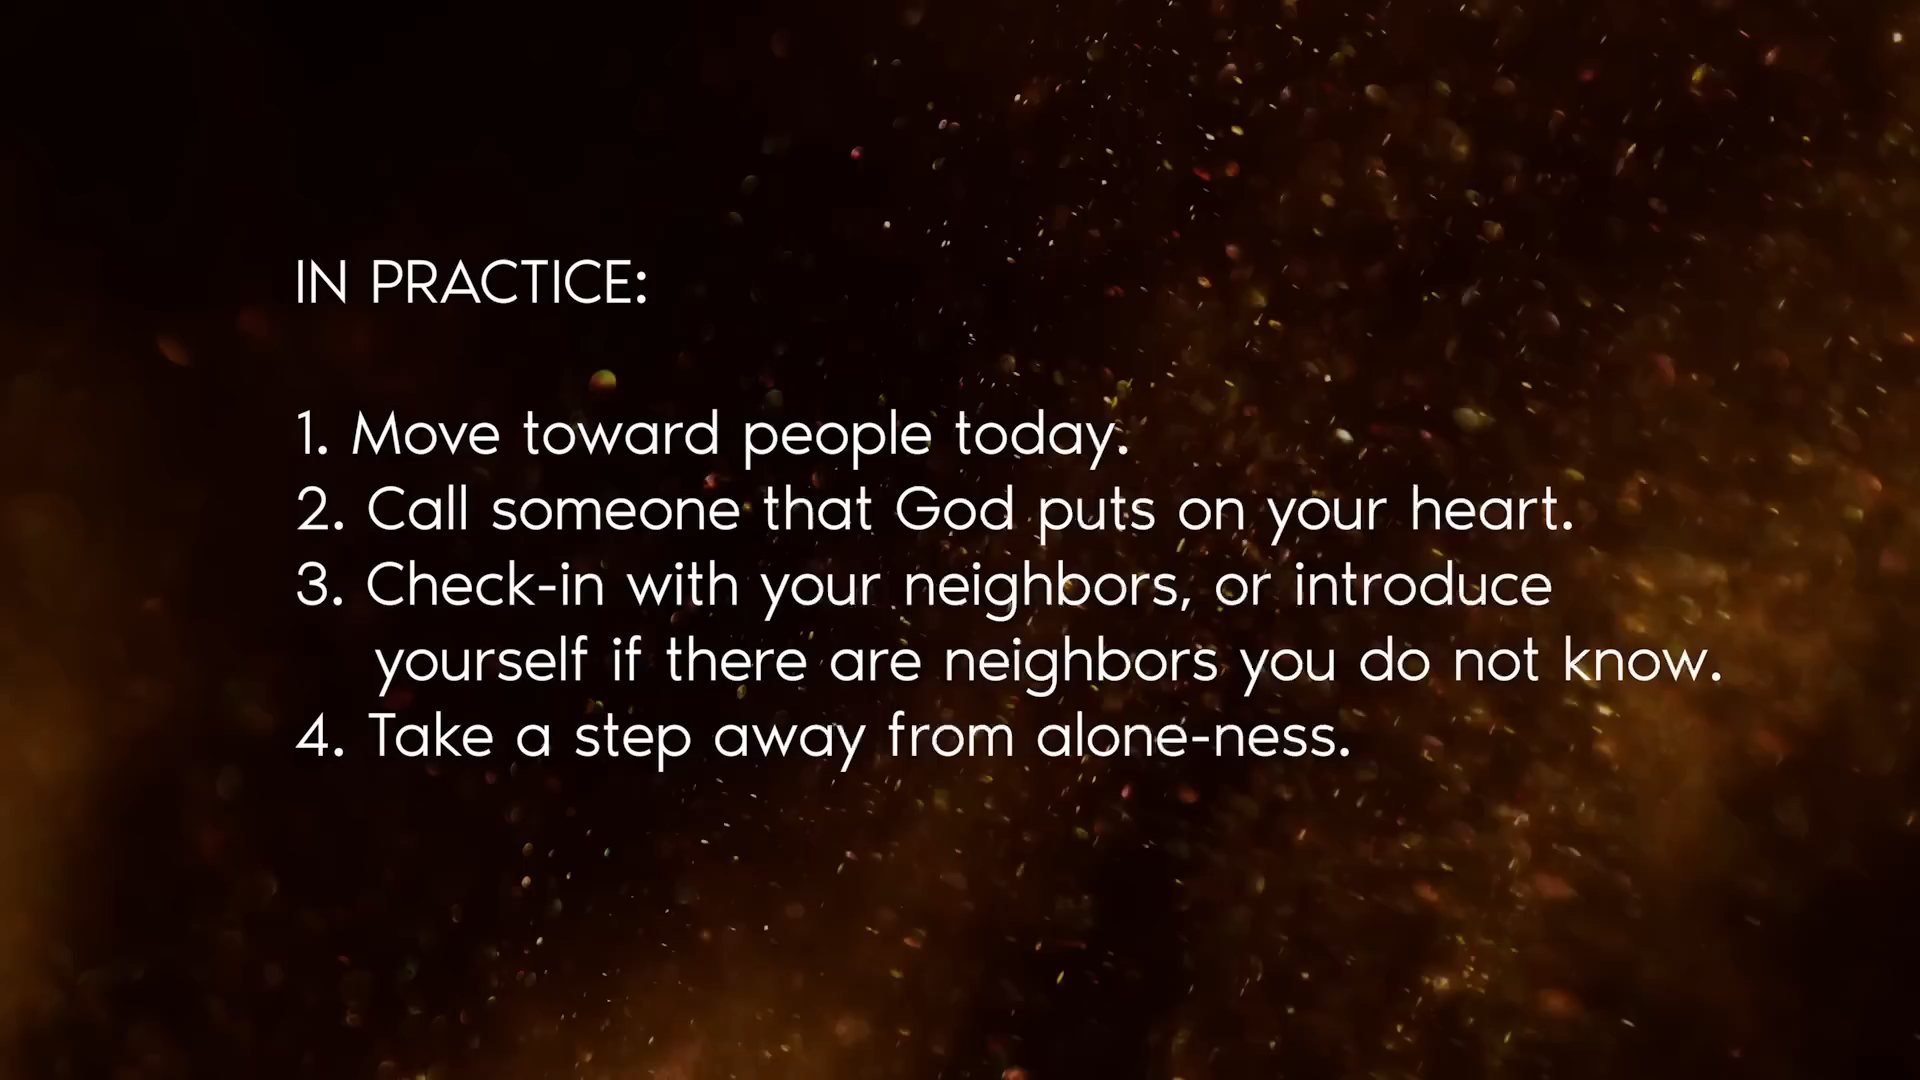 IN PRACTICE:
1. Move toward people today.
2. Call someone that God puts on your heart.
3. Check-in with your neighbors, or introduce
yourself if there are neighbors you do not know.
4. Take a step away from alone-ness.